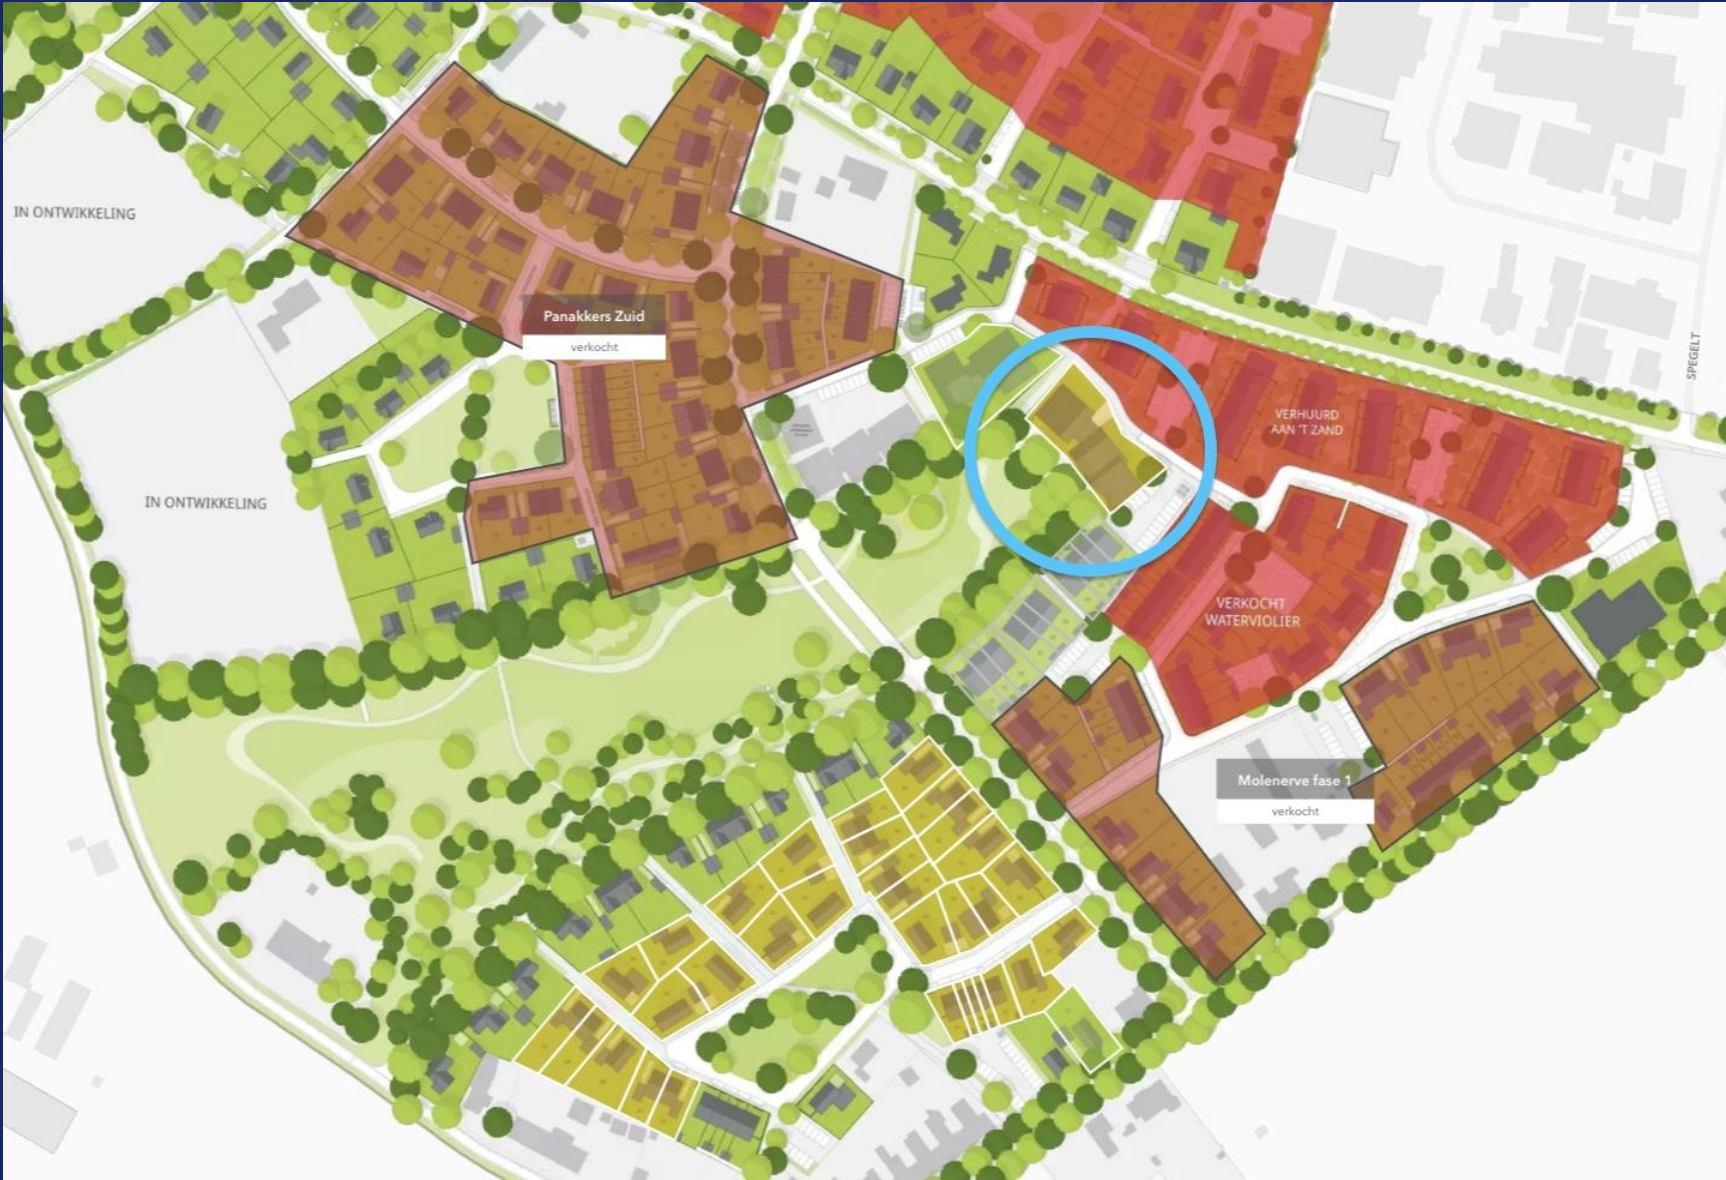 IN ONTWIKKELING
Panakkers Zuid
verkocht
SPEGELT
VERHUURD
AAN 'T ZAND
IN ONTWIKKELING
VERKOCHT
WATERVIOLIER
Molenerve fase 1
verkocht